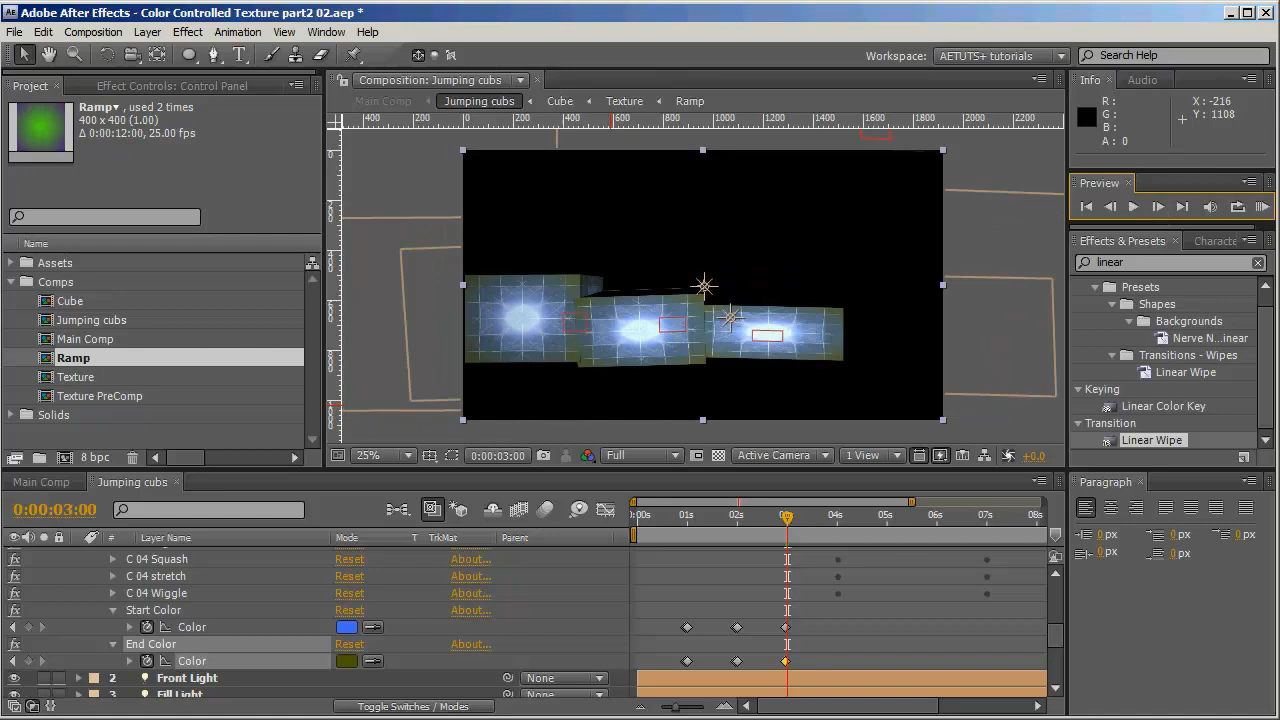 Adobe After Effects - Color Controlled Texture part2 02.aep *
File Edit Composition Layer Effect Animation View Window Help
Workspace: AETUTS+ tutorials Search Help
Project Effect Controls: Control Panel
Ramp , used 2 times
400 x 400 (1.00)
Δ 0:00:12:00, 25.00 fps
Name
Assets
Comps
Cube
Jumping cubs
Main Comp
Ramp
Texture
Texture PreComp
Solids
8 bpc
Composition: Jumping cubs
Main Comp Jumping cubs Cube Texture Ramp
400 0 200 400 600 800 1000 1200 1400 1600 1800 2000 2200
25% 0:00:03:00 Full Active Camera 1 View +0.0
Info Audio
R: X: -216
G: Y: 1108
B:
A: 0
Preview
Effects & Presets Characte
linear
Presets
Shapes
Backgrounds
Nerve N...inear
Transitions - Wipes
Linear Wipe
Keying
Linear Color Key
Transition
Linear Wipe
Main Comp Jumping cubs
0:00:03:00
:00s 01s 02s 05s 06s 07s 08s
# Layer Name Mode T TrkMat Parent
C 04 Squash Reset About...
C 04 stretch Reset About...
C 04 Wiggle Reset About...
Start Color Reset About...
Color
End Color Reset About...
Color
2 Front Light None
3 Fill Light None
Toggle Switches / Modes
Paragraph
0 px 0 px 0 px
0 px 0 px